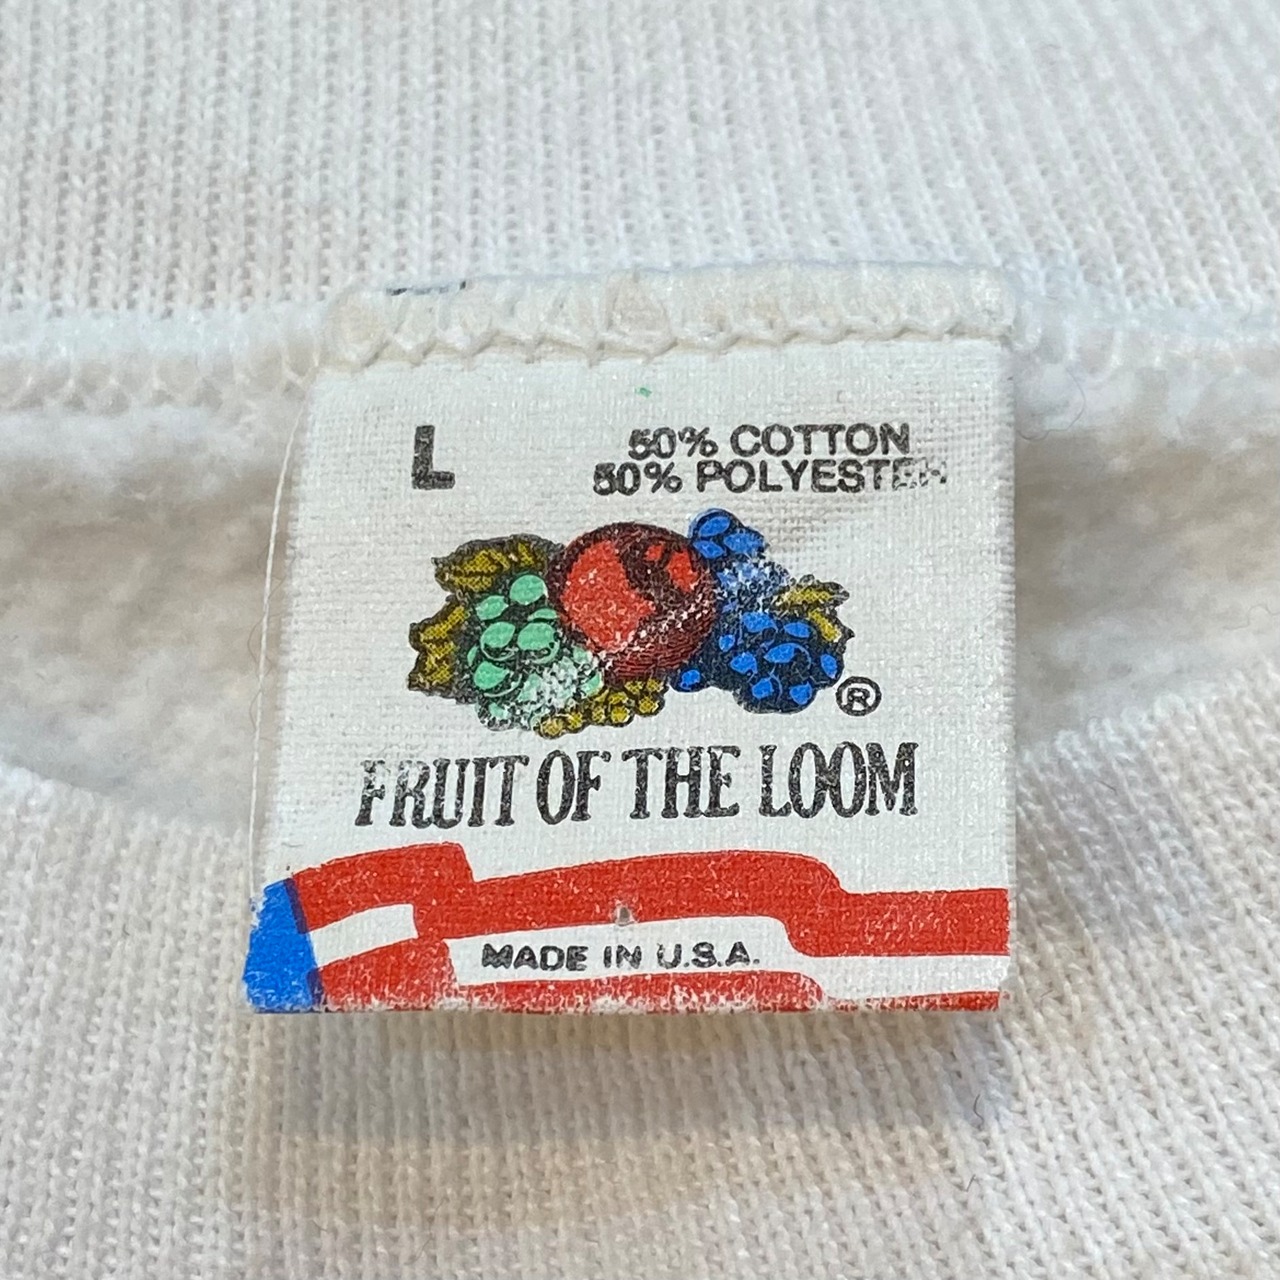 L
50% COTTON
50% POLYESTER
®
FRUIT OF THE LOOM
MADE IN U.S.A.